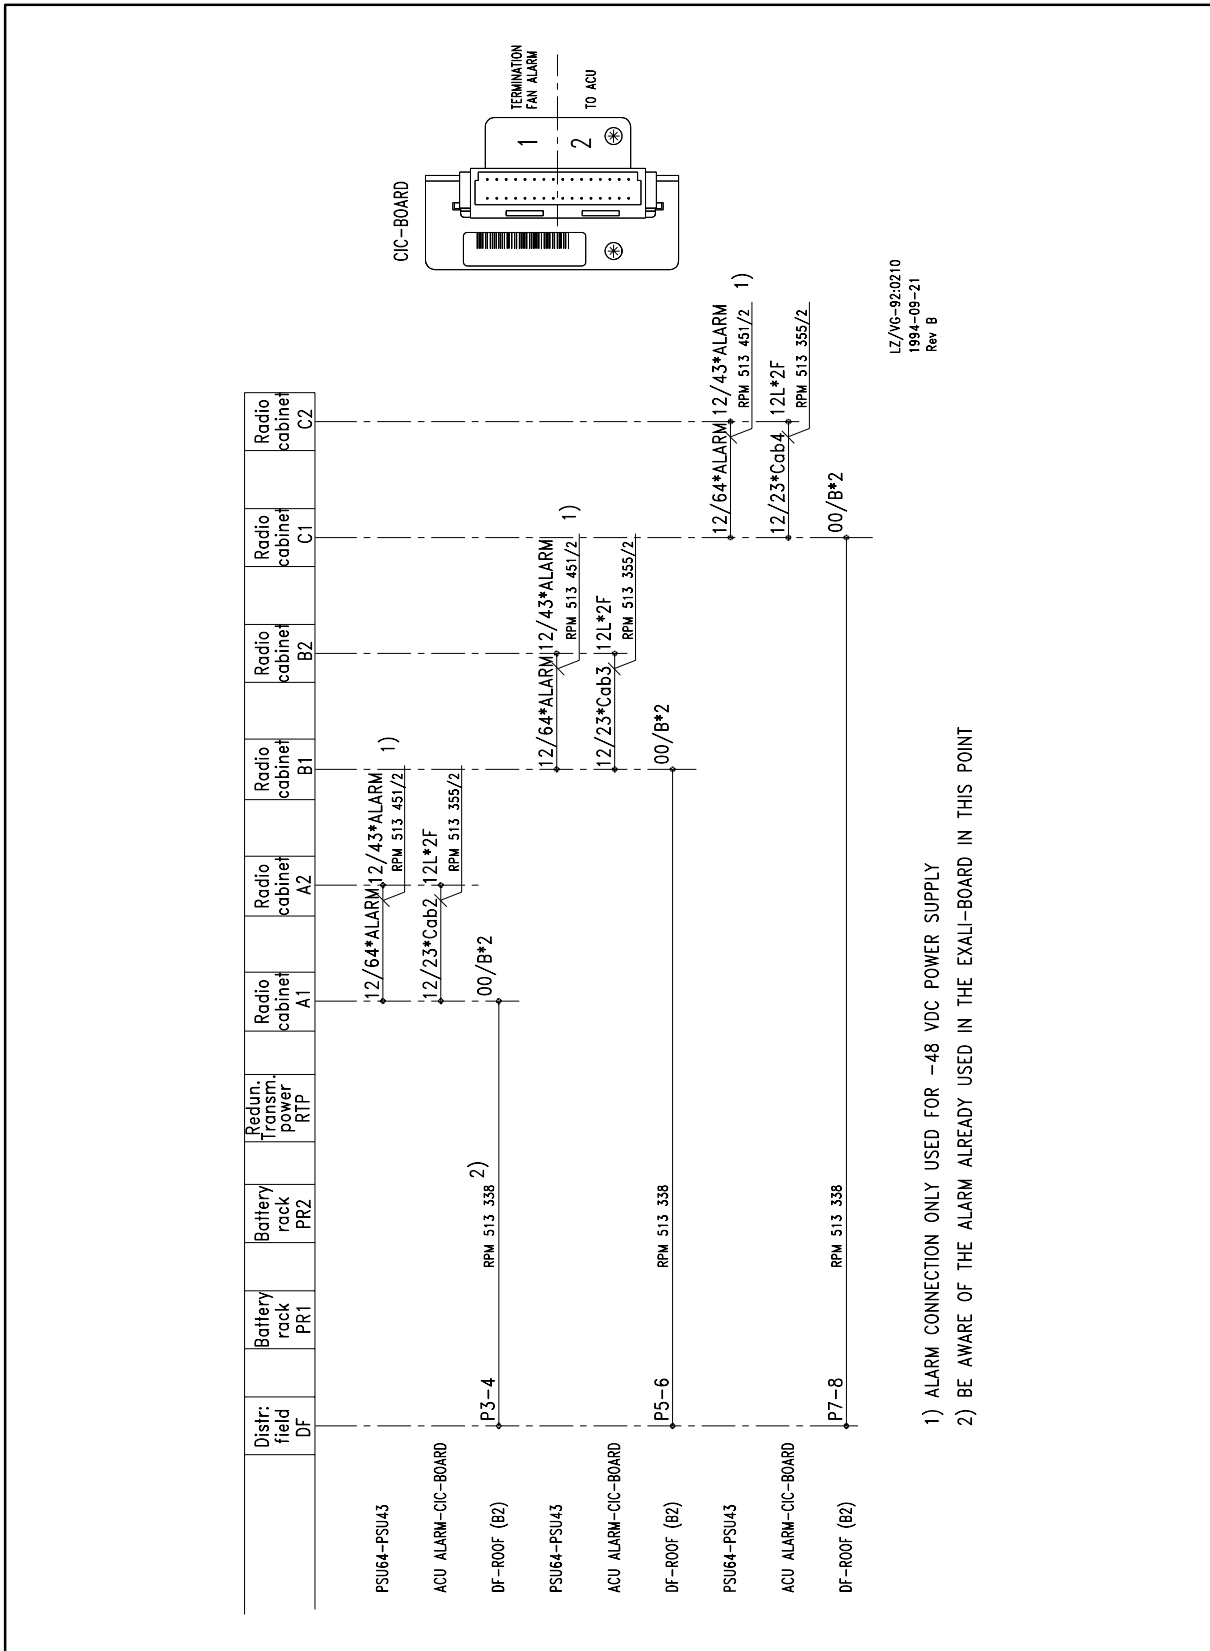 CIC-BOARD
TERMINATION
FAN ALARM
TO ACU
1
2
Distr:
field
DF
Battery
rack
PR1
Battery
rack
PR2
Redun.
Transm.
power
RTP
Radio
cabinet
A1
Radio
cabinet
A2
Radio
cabinet
B1
Radio
cabinet
B2
Radio
cabinet
C1
Radio
cabinet
C2
PSU64-PSU43
12/64*ALARM
12/43*ALARM
RPM 513 451/2
1)
ACU ALARM-CIC-BOARD
12/23*Cab2
12L*2F
RPM 513 355/2
DF-ROOF (B2)
P3-4
RPM 513 338
2)
00/B*2
PSU64-PSU43
12/64*ALARM
12/43*ALARM
RPM 513 451/2
1)
12/23*Cab3
12L*2F
RPM 513 355/2
ACU ALARM-CIC-BOARD
DF-ROOF (B2)
P5-6
RPM 513 338
00/B*2
PSU64-PSU43
12/64*ALARM
12/43*ALARM
RPM 513 451/2
1)
ACU ALARM-CIC-BOARD
12/23*Cab4
12L*2F
RPM 513 355/2
DF-ROOF (B2)
P7-8
RPM 513 338
00/B*2
LZ/VG-92:0210
1994-09-21
Rev B
1) ALARM CONNECTION ONLY USED FOR -48 VDC POWER SUPPLY
2) BE AWARE OF THE ALARM ALREADY USED IN THE EXALI-BOARD IN THIS POINT